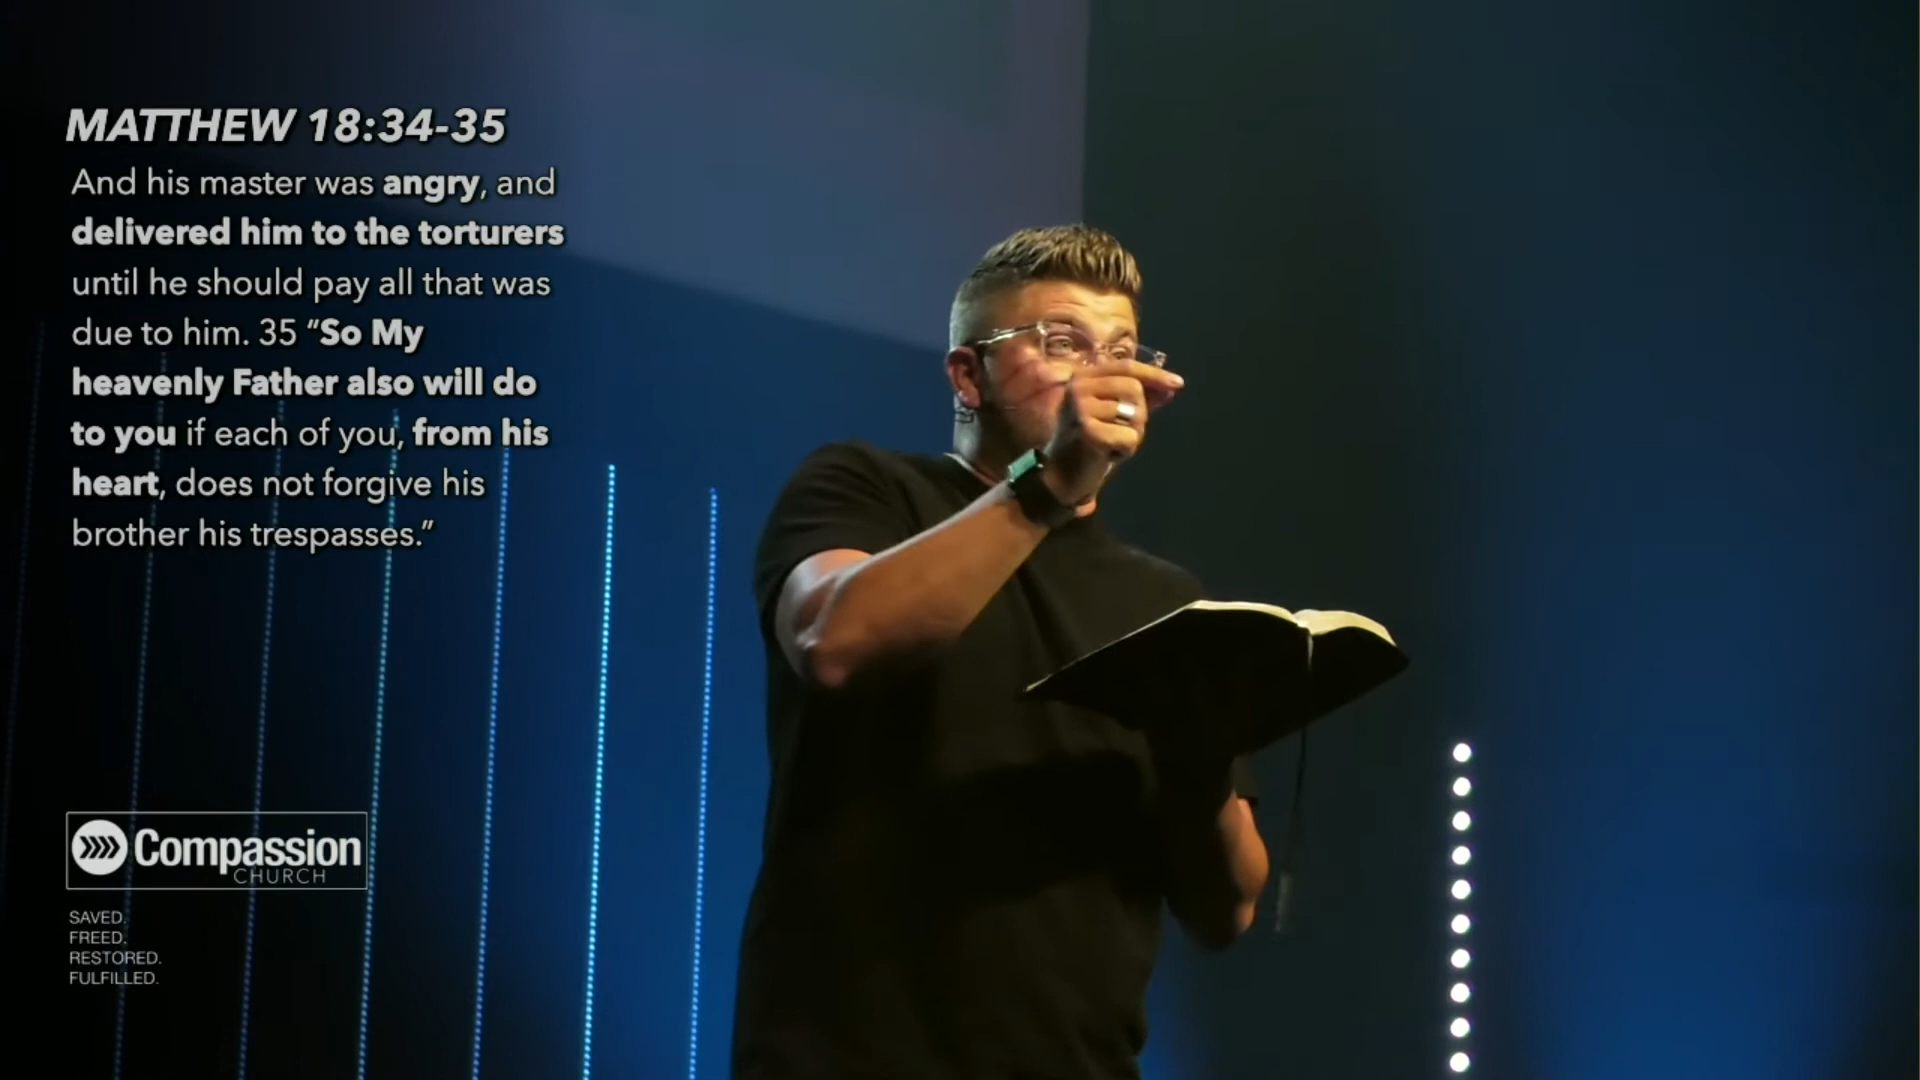 MATTHEW 18:34-35
And his master was angry, and
delivered him to the torturers
until he should pay all that was
due to him. 35 “So My
heavenly Father also will do
to you if each of you, from his
heart, does not forgive his
brother his trespasses.”
Compassion
CHURCH
SAVED.
FREED.
RESTORED.
FULFILLED.